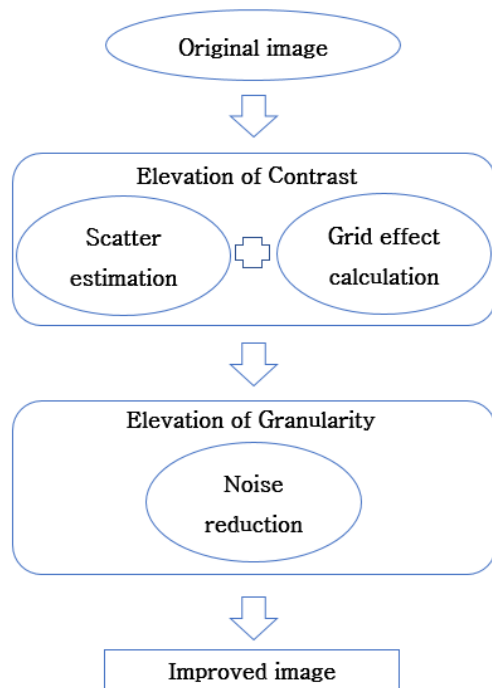 Original image
Elevation of Contrast
Scatter
estimation
Grid effect
calculation
Elevation of Granularity
Noise
reduction
Improved image